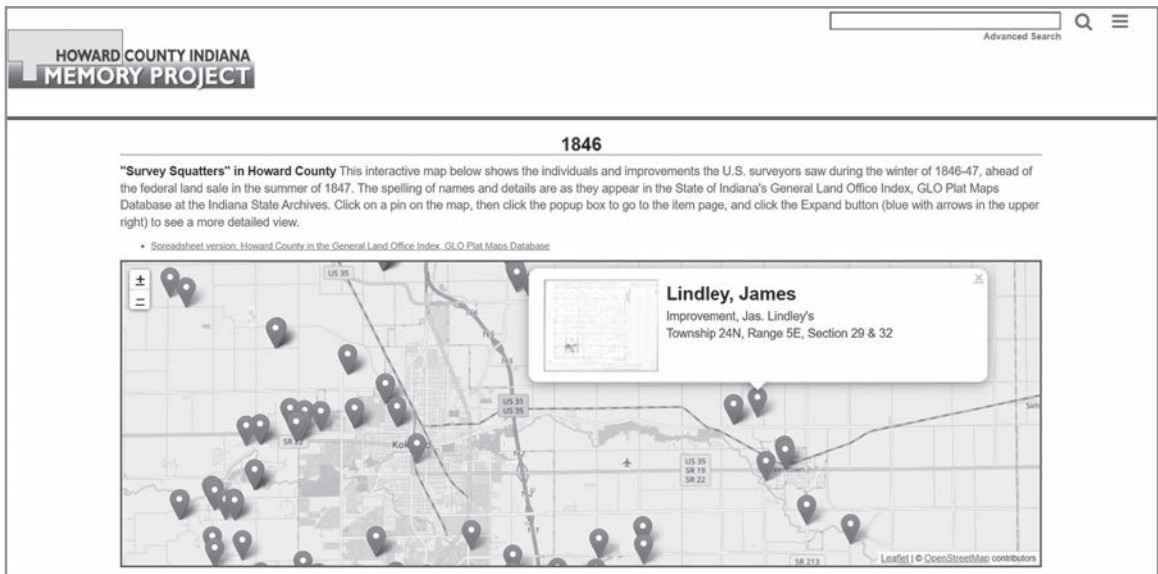 Advanced Search
HOWARD COUNTY INDIANA
MEMORY PROJECT
1846
"Survey Squatters" in Howard County This interactive map below shows the individuals and improvements the U.S. surveyors saw during the winter of 1846-47, ahead of
the federal land sale in the summer of 1847. The spelling of names and details are as they appear in the State of Indiana's General Land Office Index, GLO Plat Maps
Database at the Indiana State Archives. Click on a pin on the map, then click the popup box to go to the item page, and click the Expand button (blue with arrows in the upper
right) to see a more detailed view.
• Spreadsheet version: Howard County in the General Land Office Index, GLO Plat Maps Database
+
−
US 35
×
Lindley, James
Improvement, Jas. Lindley's
Township 24N, Range 5E, Section 29 & 32
US 31
US 35
SR 22
US 35
SR 19
SR 22
SR 213
Leaflet | © OpenStreetMap contributors